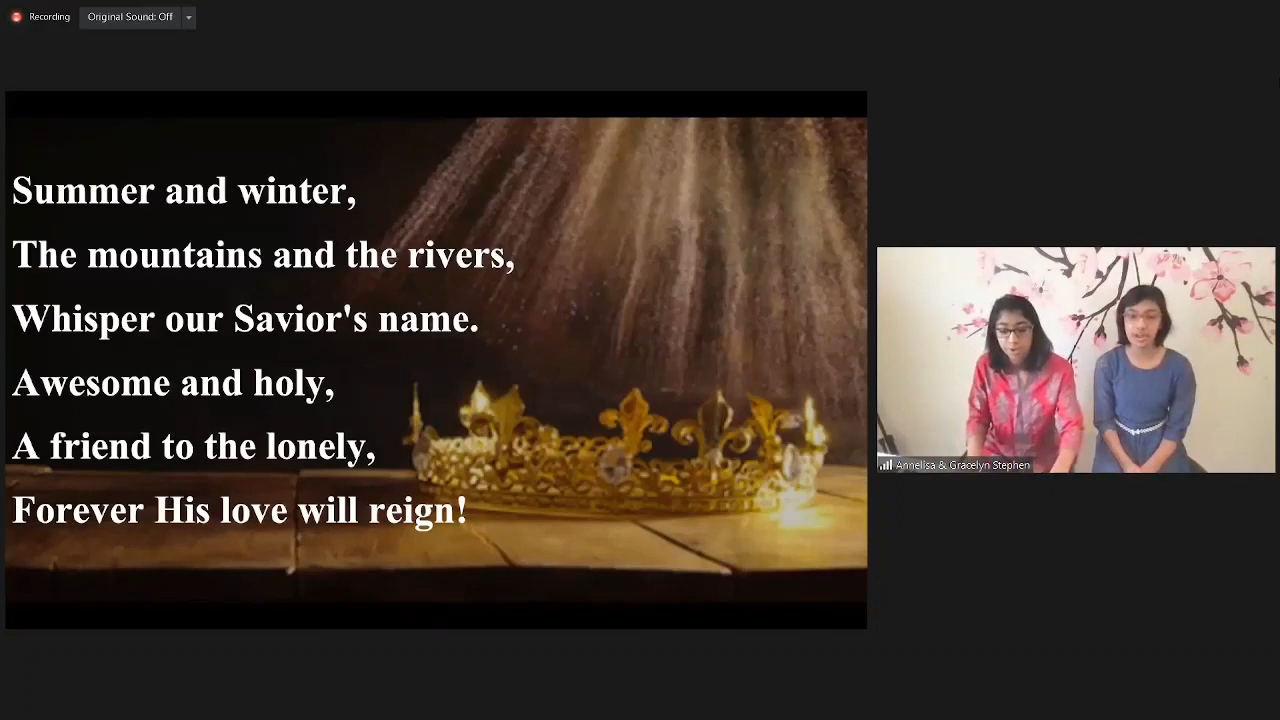 Recording
Original Sound: Off
Summer and winter,
The mountains and the rivers,
Whisper our Savior's name.
Awesome and holy,
A friend to the lonely,
Forever His love will reign!
Annelisa & Gracelyn Stephen